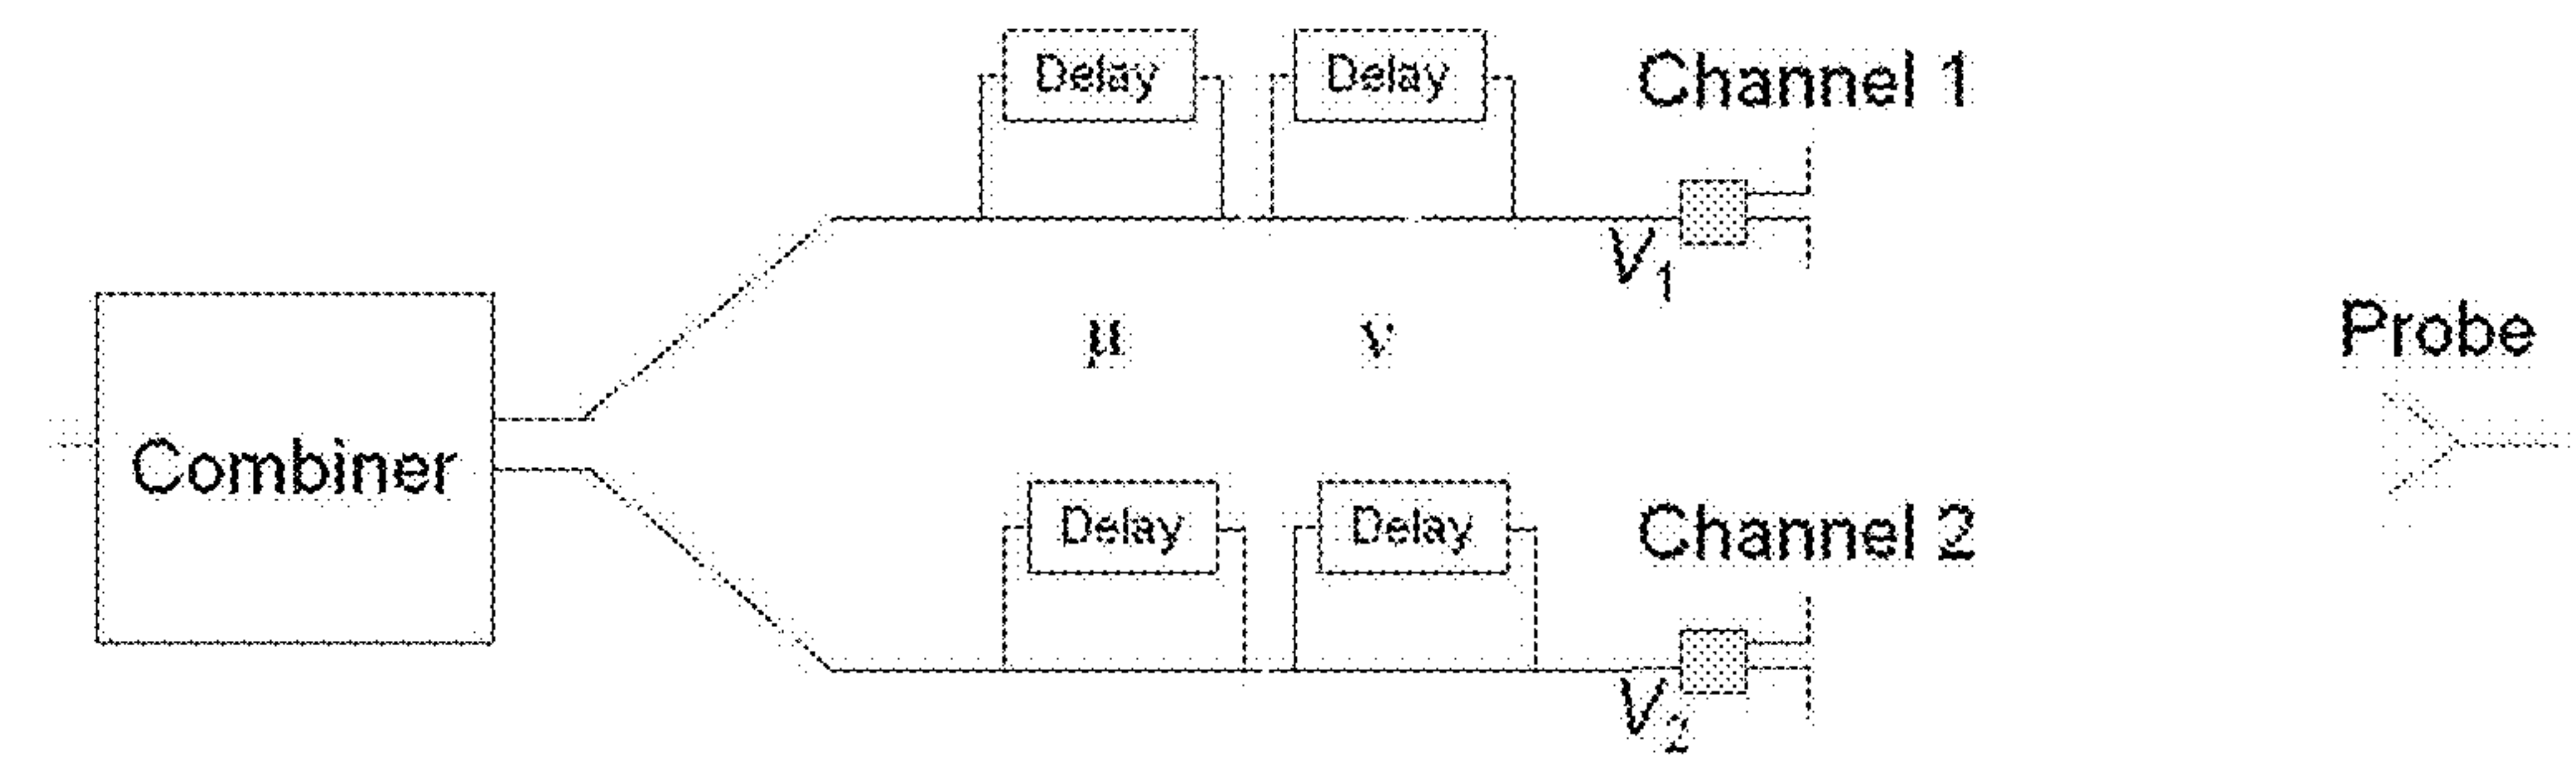 Delay Delay Channel 1
V1
μ ν Probe
Combiner
Delay Delay Channel 2
V2